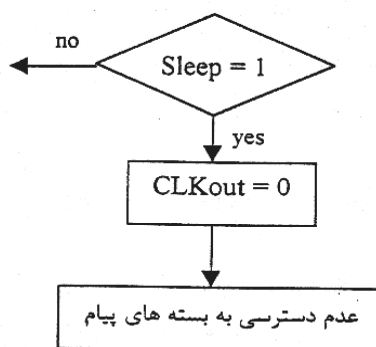 Sleep = 1
no
yes
CLKout = 0
عدم دسترسی به بسته های پیام